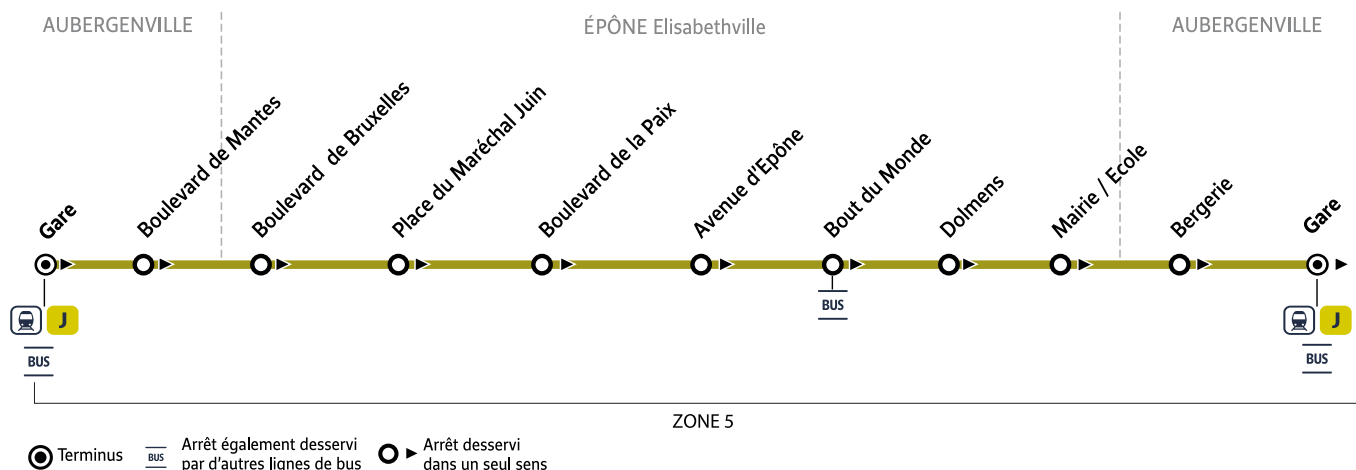 AUBERGENVILLE
ÉPÔNE Elisabethville
AUBERGENVILLE
Gare
Boulevard de Mantes
Boulevard de Bruxelles
Place du Maréchal Juin
Boulevard de la Paix
Avenue d'Epône
Bout du Monde
Dolmens
Mairie / Ecole
Bergerie
Gare
J
BUS
BUS
J
BUS
ZONE 5
Terminus
BUS
Arrêt également desservi
par d'autres lignes de bus
Arrêt desservi
dans un seul sens